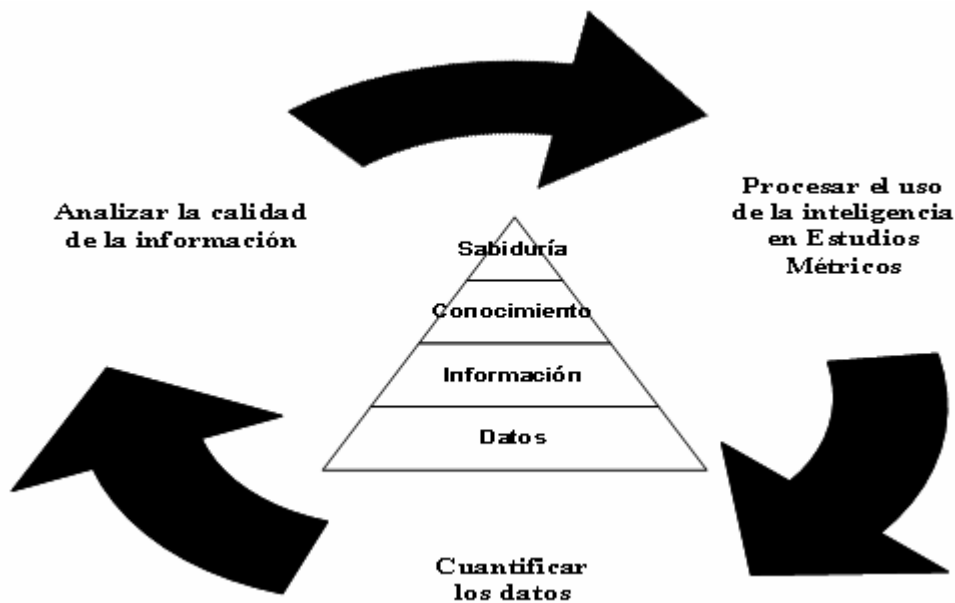 Analizar la calidad
de la información
Procesar el uso
de la inteligencia
en Estudios
Métricos
Sabiduría
Conocimiento
Información
Datos
Cuantificar
los datos